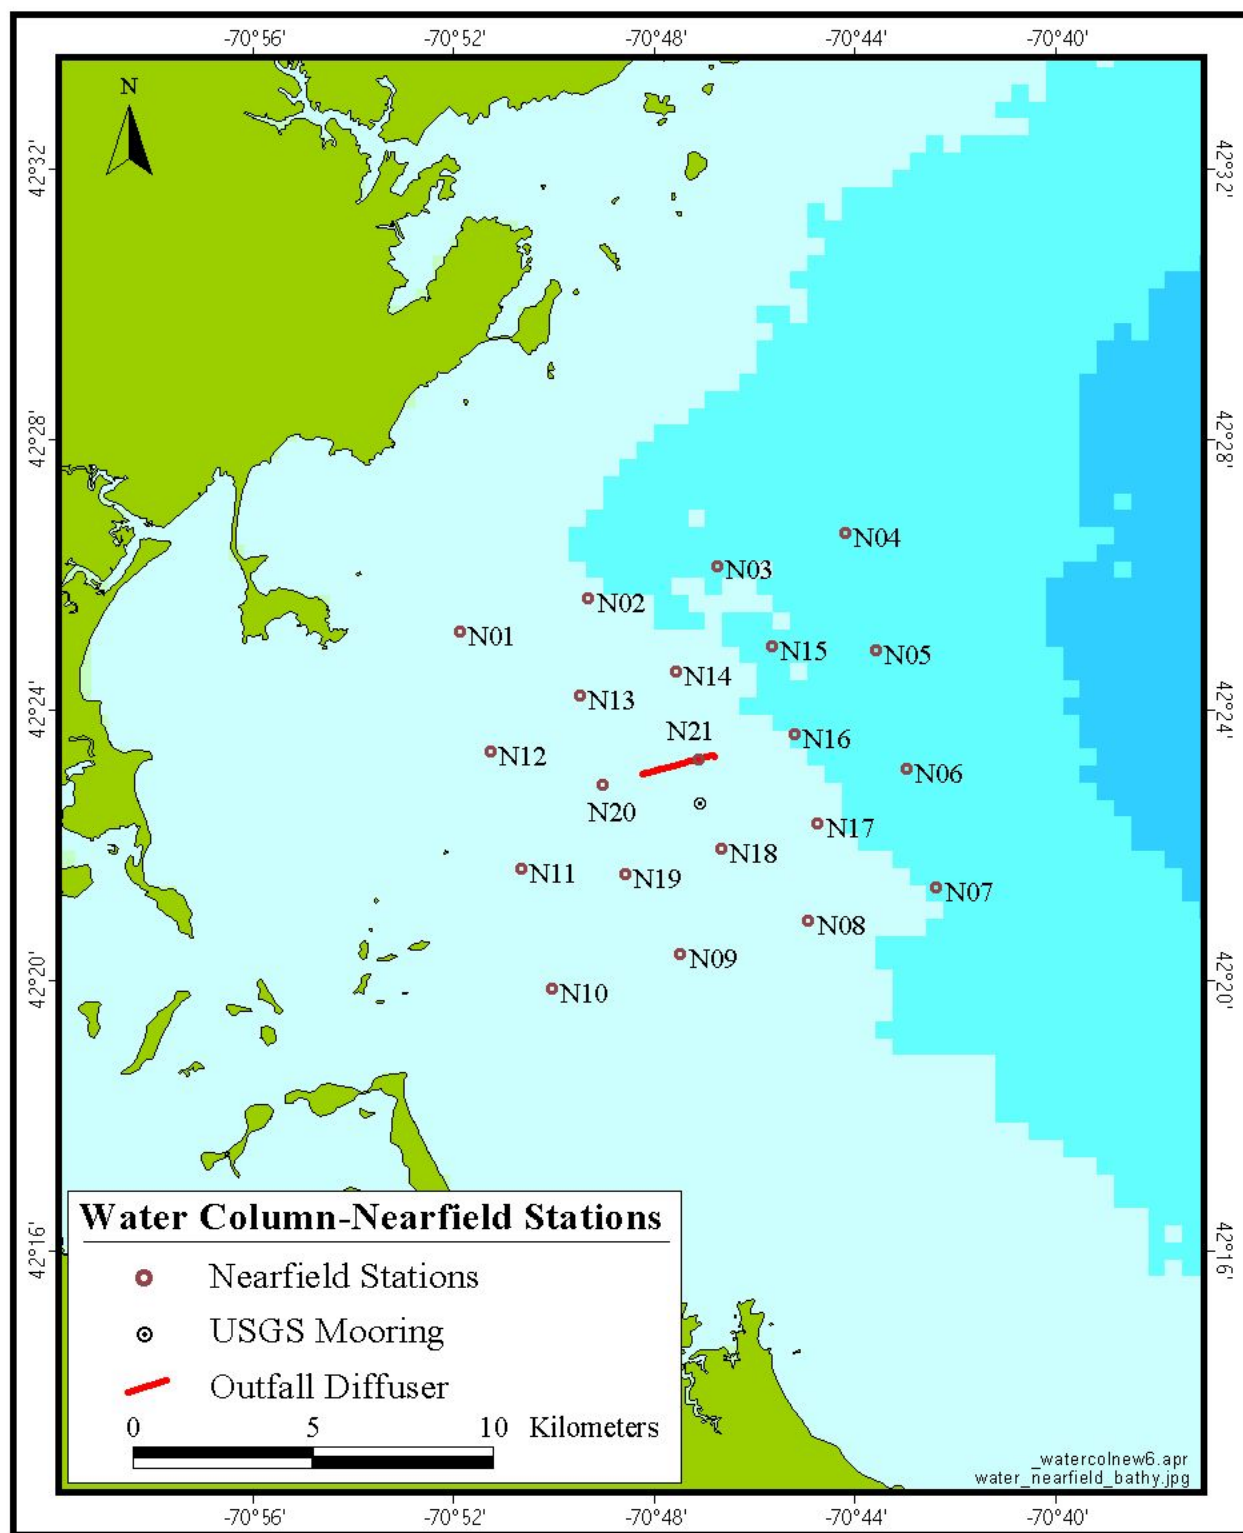 -70°56' -70°52' -70°48' -70°44' -70°40'
N
42°32' 42°32'
42°28' 42°28'
N04
N03
N02
N01
N15 N05
N14
N13
42°24' 42°24'
N21 N16
N12
N06
N20
N17
N18
N11 N19
N07
N08
N09
42°20' 42°20'
N10
Water Column-Nearfield Stations
42°16' 42°16'
Nearfield Stations
USGS Mooring
Outfall Diffuser
0 5 10 Kilometers
_watercolnew6.apr
water_nearfield_bathy.jpg
-70°56' -70°52' -70°48' -70°44' -70°40'